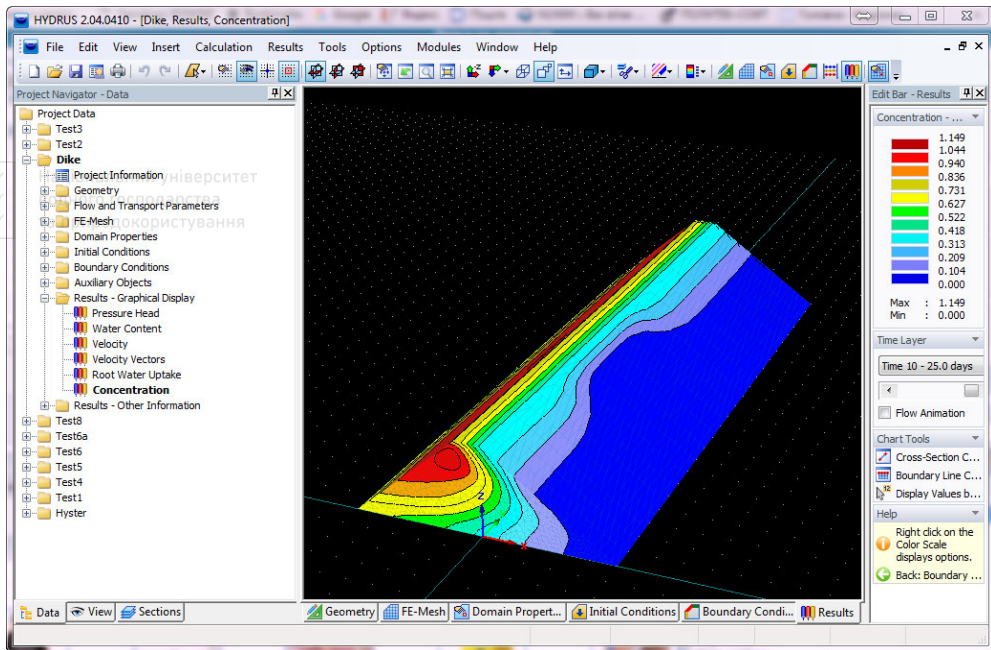 HYDRUS 2.04.0410 - [Dike, Results, Concentration]
File Edit View Insert Calculation Results Tools Options Modules Window Help
Project Navigator - Data
Project Data
Test3
Test2
Dike
Project Information
Geometry
Flow and Transport Parameters
FE-Mesh
Domain Properties
Initial Conditions
Boundary Conditions
Auxiliary Objects
Results - Graphical Display
Pressure Head
Water Content
Velocity
Velocity Vectors
Root Water Uptake
Concentration
Results - Other Information
Test8
Test6a
Test6
Test5
Test4
Test1
Hyster
Data View Sections
Z
X
Geometry FE-Mesh Domain Propert... Initial Conditions Boundary Condi... Results
Edit Bar - Results
Concentration - ...
1.149
1.044
0.940
0.836
0.731
0.627
0.522
0.418
0.313
0.209
0.104
0.000
Max : 1.149
Min : 0.000
Time Layer
Time 10 - 25.0 days
Flow Animation
Chart Tools
Cross-Section C...
Boundary Line C...
Display Values b...
Help
Right click on the
Color Scale
displays options.
Back: Boundary ...